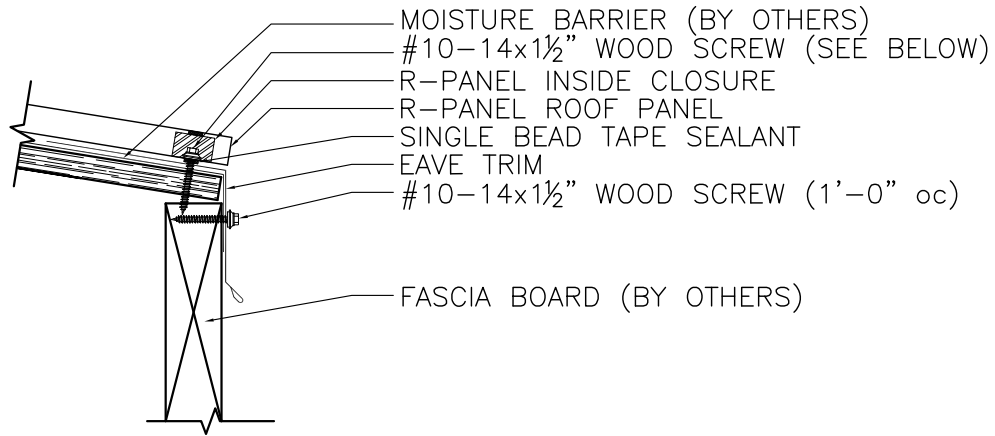 MOISTURE BARRIER (BY OTHERS)
#10-14x1½" WOOD SCREW (SEE BELOW)
R-PANEL INSIDE CLOSURE
R-PANEL ROOF PANEL
SINGLE BEAD TAPE SEALANT
EAVE TRIM
#10-14x1½" WOOD SCREW (1'-0" oc)
FASCIA BOARD (BY OTHERS)